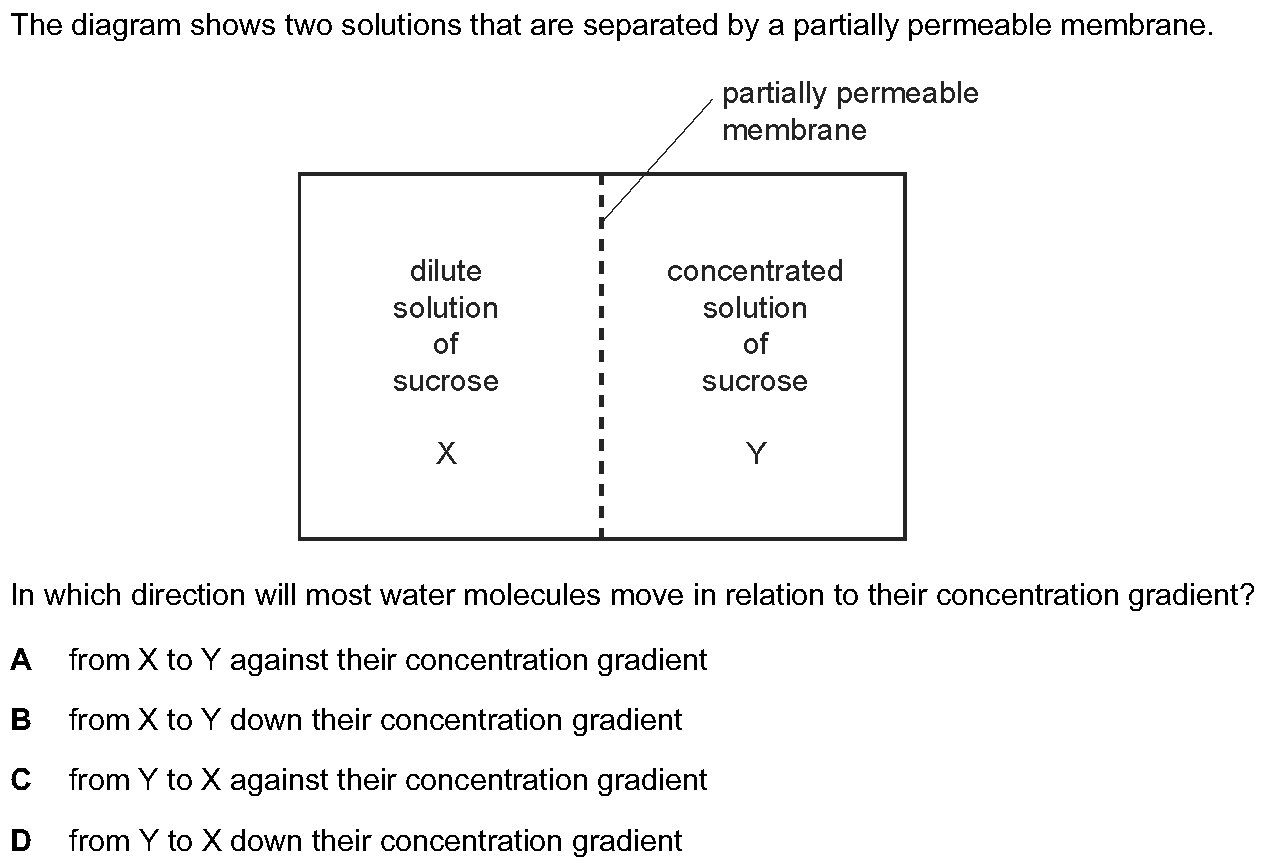 The diagram shows two solutions that are separated by a partially permeable membrane.
partially permeable
membrane
dilute
solution
of
sucrose
X
concentrated
solution
of
sucrose
Y
In which direction will most water molecules move in relation to their concentration gradient?
A from X to Y against their concentration gradient
B from X to Y down their concentration gradient
C from Y to X against their concentration gradient
D from Y to X down their concentration gradient